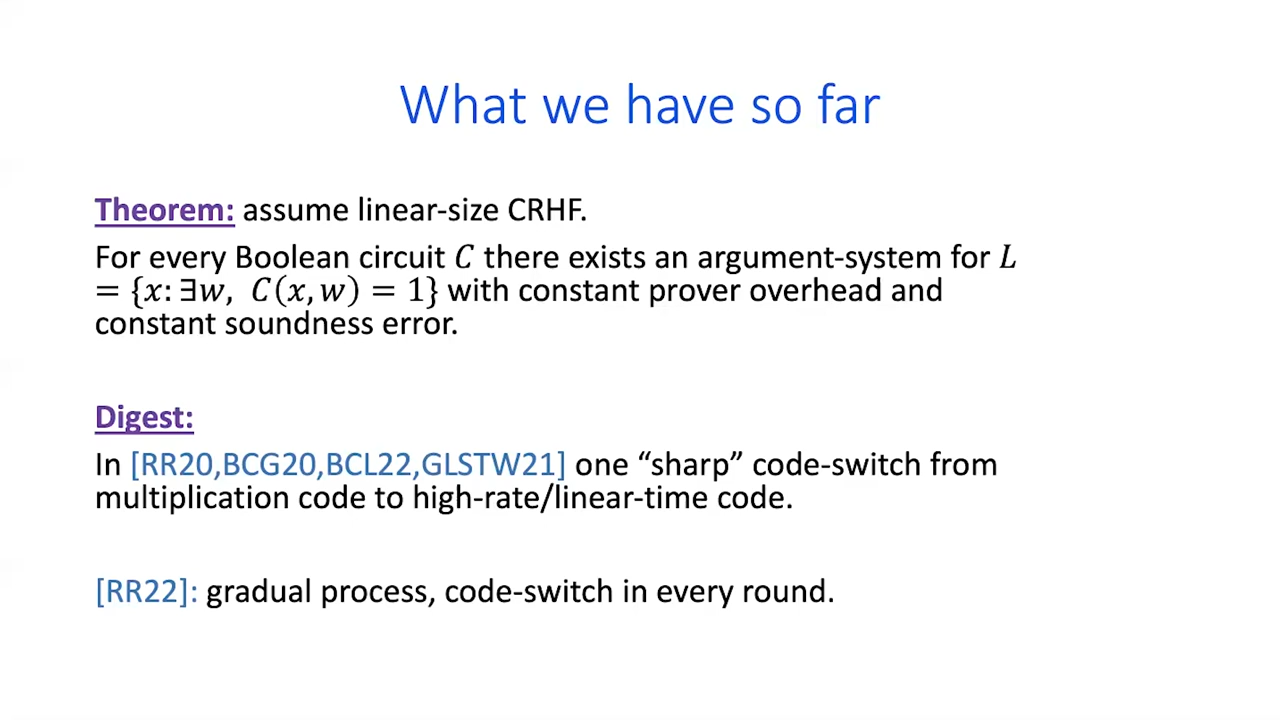 What we have so far
Theorem: assume linear-size CRHF.
For every Boolean circuit 𝐶 there exists an argument-system for 𝐿
= {𝑥: ∃𝑤, 𝐶(𝑥, 𝑤) = 1} with constant prover overhead and
constant soundness error.
Digest:
In [RR20,BCG20,BCL22,GLSTW21] one “sharp” code-switch from
multiplication code to high-rate/linear-time code.
[RR22]: gradual process, code-switch in every round.